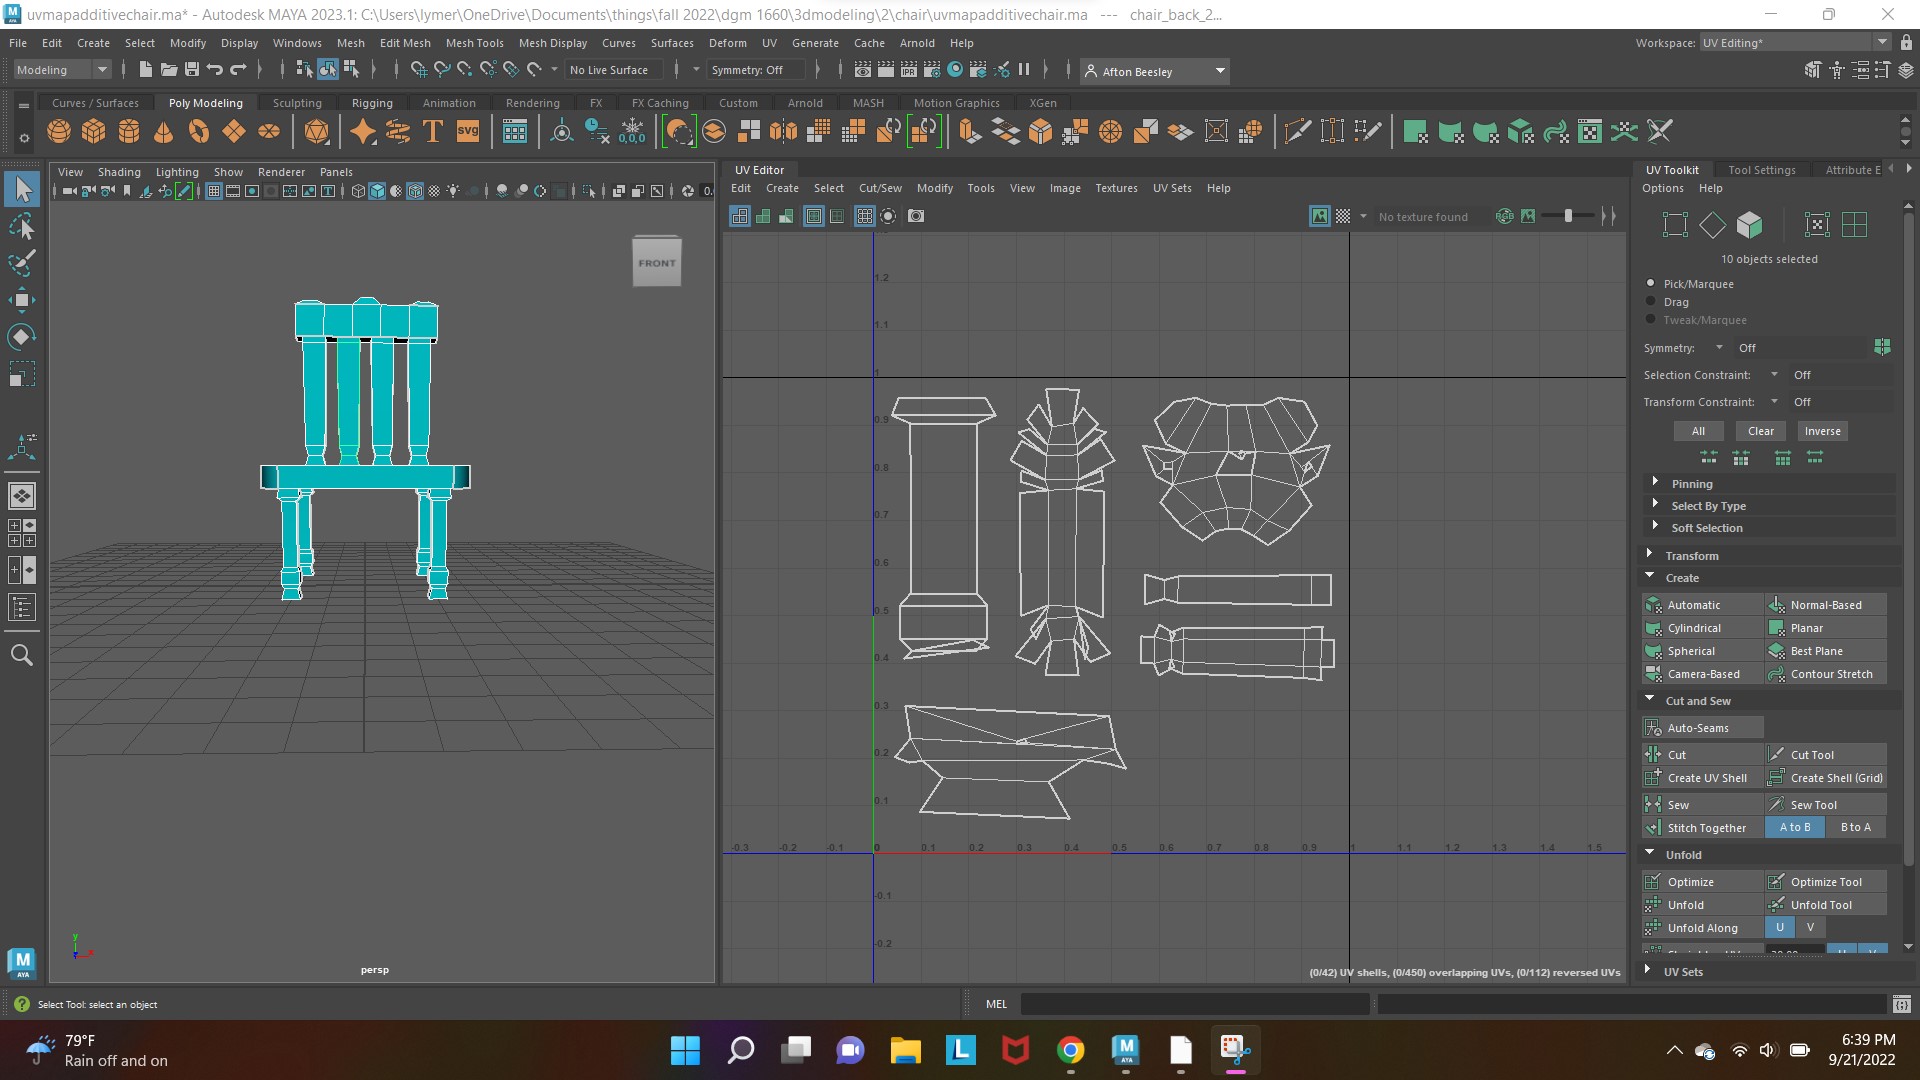 uvmapadditivechair.ma* - Autodesk MAYA 2023.1: C:\Users\lymer\OneDrive\Documents\things\fall 2022\dgm 1660\3dmodeling\2\chair\uvmapadditivechair.ma --- chair_back_2...
File Edit Create Select Modify Display Windows Mesh Edit Mesh Mesh Tools Mesh Display Curves Surfaces Deform UV Generate Cache Arnold Help
Workspace: UV Editing*
Modeling
No Live Surface
Symmetry: Off
IPR
Afton Beesley
Curves / Surfaces Poly Modeling Sculpting Rigging Animation Rendering FX FX Caching Custom Arnold MASH Motion Graphics XGen
T svg 0,0,0
View Shading Lighting Show Renderer Panels
FRONT
y
x
persp
UV Editor
Edit Create Select Cut/Sew Modify Tools View Image Textures UV Sets Help
No texture found
1.2
1.1
1
0.9
0.8
0.7
0.6
0.5
0.4
0.3
0.2
0.1
-0.3 -0.2 -0.1 0 0.1 0.2 0.3 0.4 0.5 0.6 0.7 0.8 0.9 1 1.1 1.2 1.3 1.4 1.5
-0.1
-0.2
(0/42) UV shells, (0/450) overlapping UVs, (0/112) reversed UVs
UV Toolkit Tool Settings Attribute E
Options Help
10 objects selected
Pick/Marquee
Drag
Tweak/Marquee
Symmetry: Off
Selection Constraint: Off
Transform Constraint: Off
All Clear Inverse
Pinning
Select By Type
Soft Selection
Transform
Create
Automatic Normal-Based
Cylindrical Planar
Spherical Best Plane
Camera-Based Contour Stretch
Cut and Sew
Auto-Seams
Cut Cut Tool
Create UV Shell Create Shell (Grid)
Sew Sew Tool
Stitch Together A to B B to A
Unfold
Optimize Optimize Tool
Unfold Unfold Tool
Unfold Along U V
UV Sets
M
AYA
Select Tool: select an object
MEL
79°F
Rain off and on
L
M
AYA
6:39 PM
9/21/2022